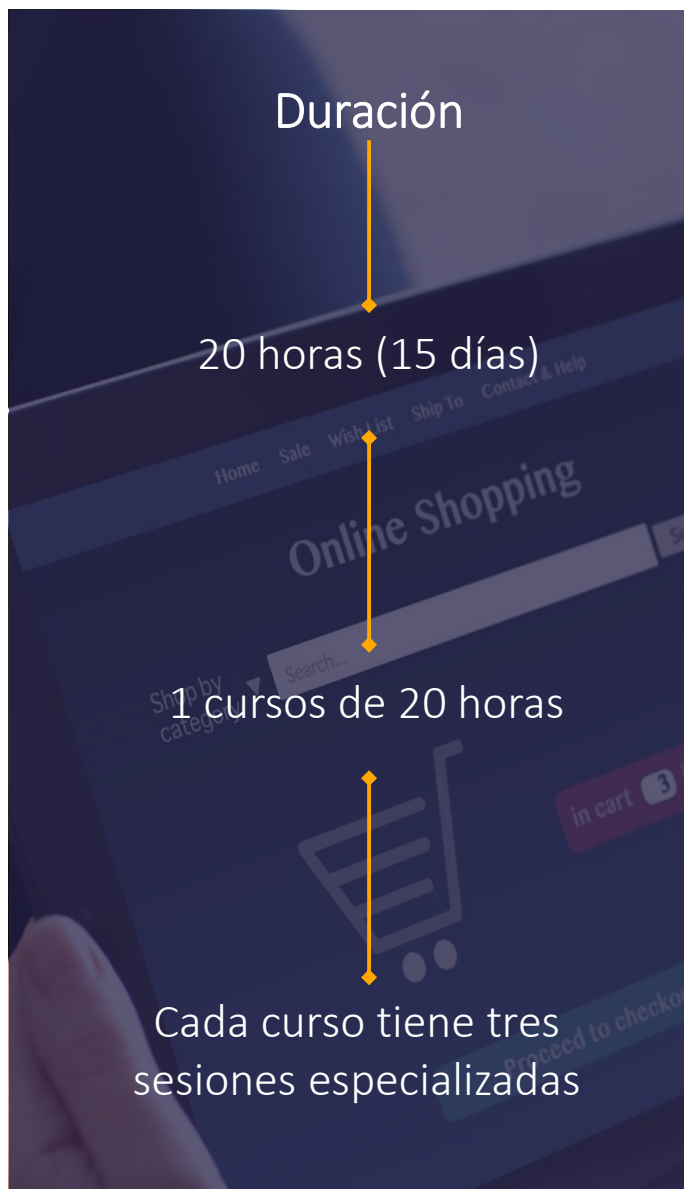 Duración
20 horas (15 días)
Home Sale Wish List Ship To Contact & Help
Online Shopping
Search...
Shop by
category
1 cursos de 20 horas
in cart 3
Cada curso tiene tres
sesiones especializadas
Proceed to checkou